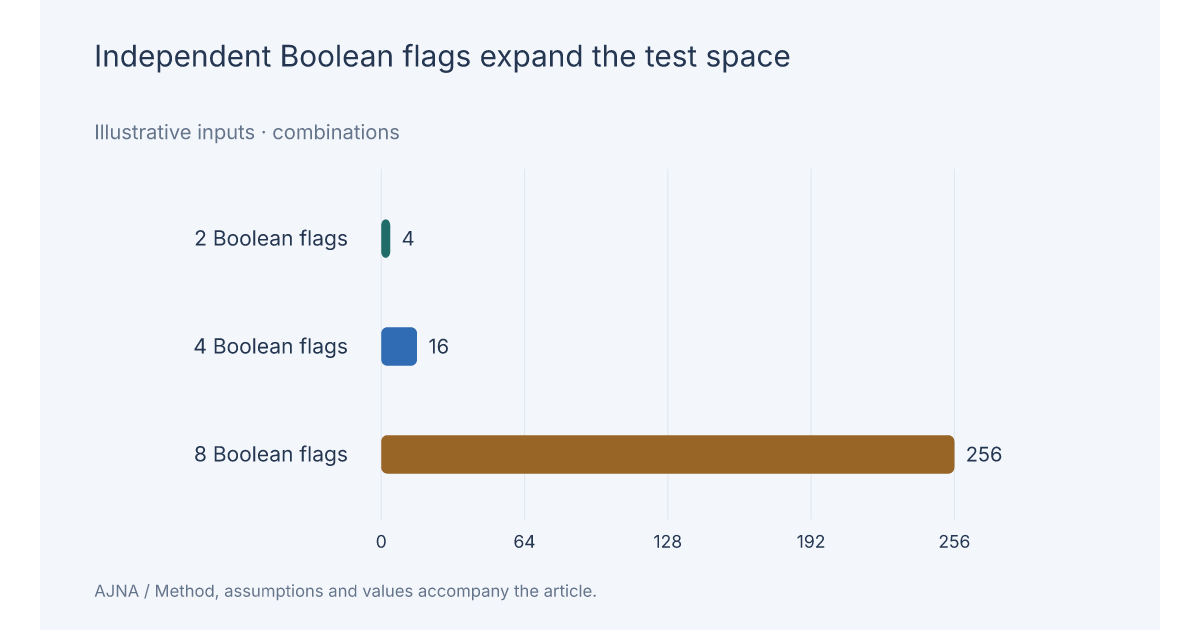 Independent Boolean flags expand the test space
Illustrative inputs · combinations
2 Boolean flags 4
4 Boolean flags 16
8 Boolean flags 256
0 64 128 192 256
AJNA / Method, assumptions and values accompany the article.